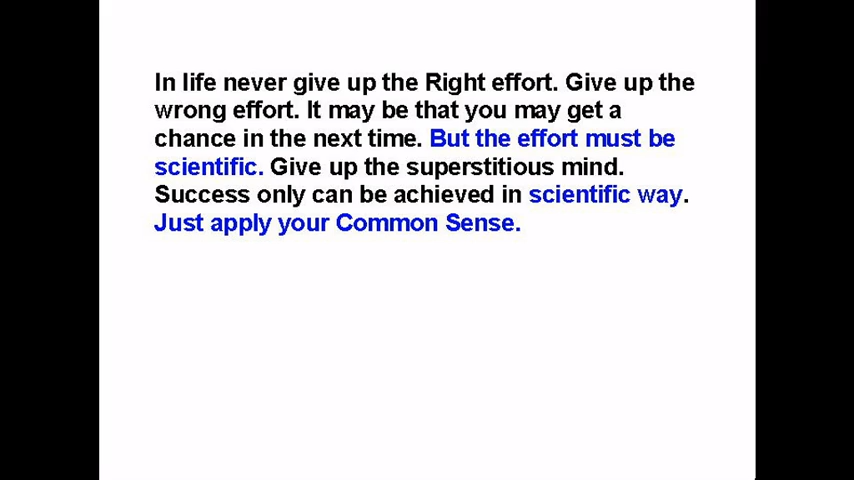 In life never give up the Right effort. Give up the
wrong effort. It may be that you may get a
chance in the next time. But the effort must be
scientific. Give up the superstitious mind.
Success only can be achieved in scientific way.
Just apply your Common Sense.